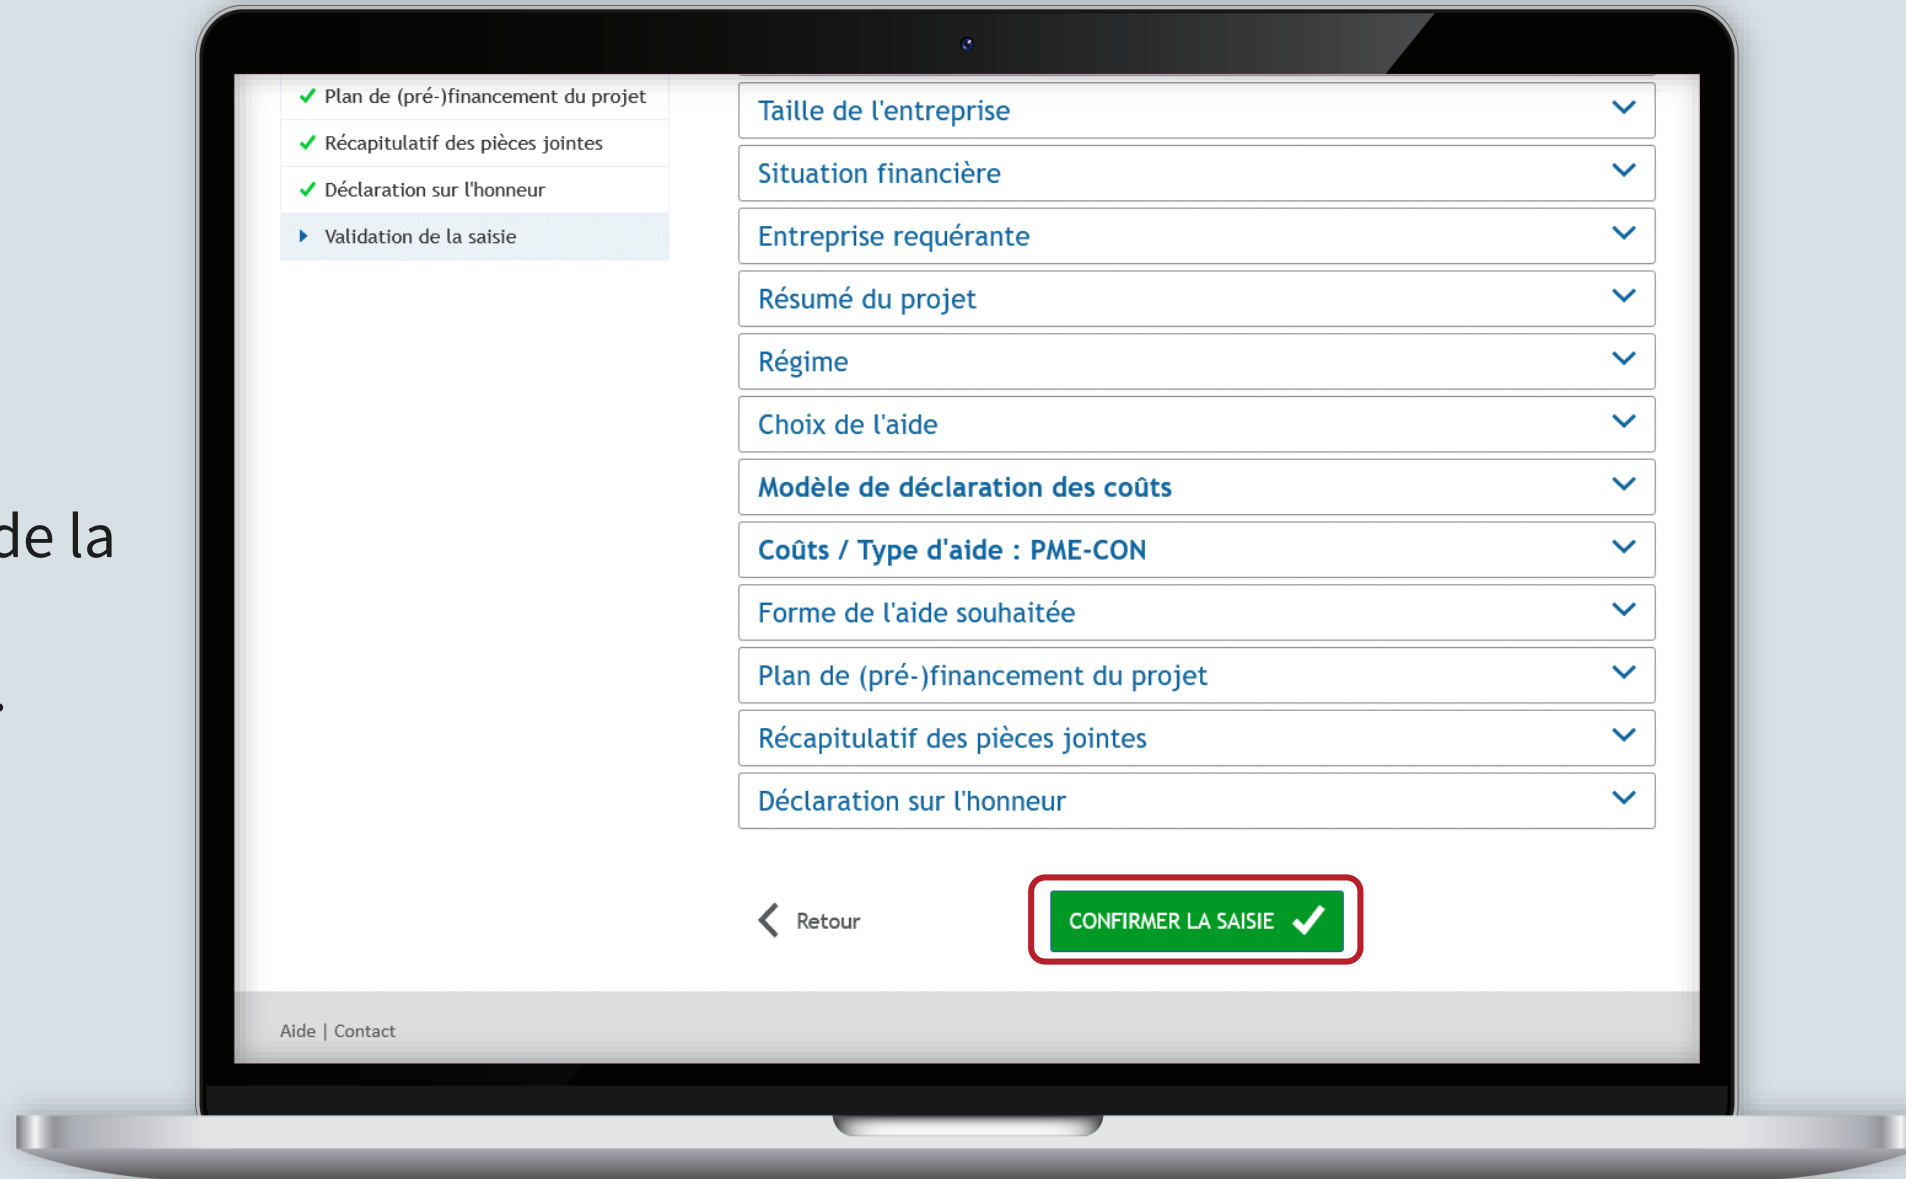 de la
.
Plan de (pré-)financement du projet
Récapitulatif des pièces jointes
Déclaration sur l'honneur
Validation de la saisie
Taille de l'entreprise
Situation financière
Entreprise requérante
Résumé du projet
Régime
Choix de l'aide
Modèle de déclaration des coûts
Coûts / Type d'aide : PME-CON
Forme de l'aide souhaitée
Plan de (pré-)financement du projet
Récapitulatif des pièces jointes
Déclaration sur l'honneur
Retour
CONFIRMER LA SAISIE
Aide | Contact